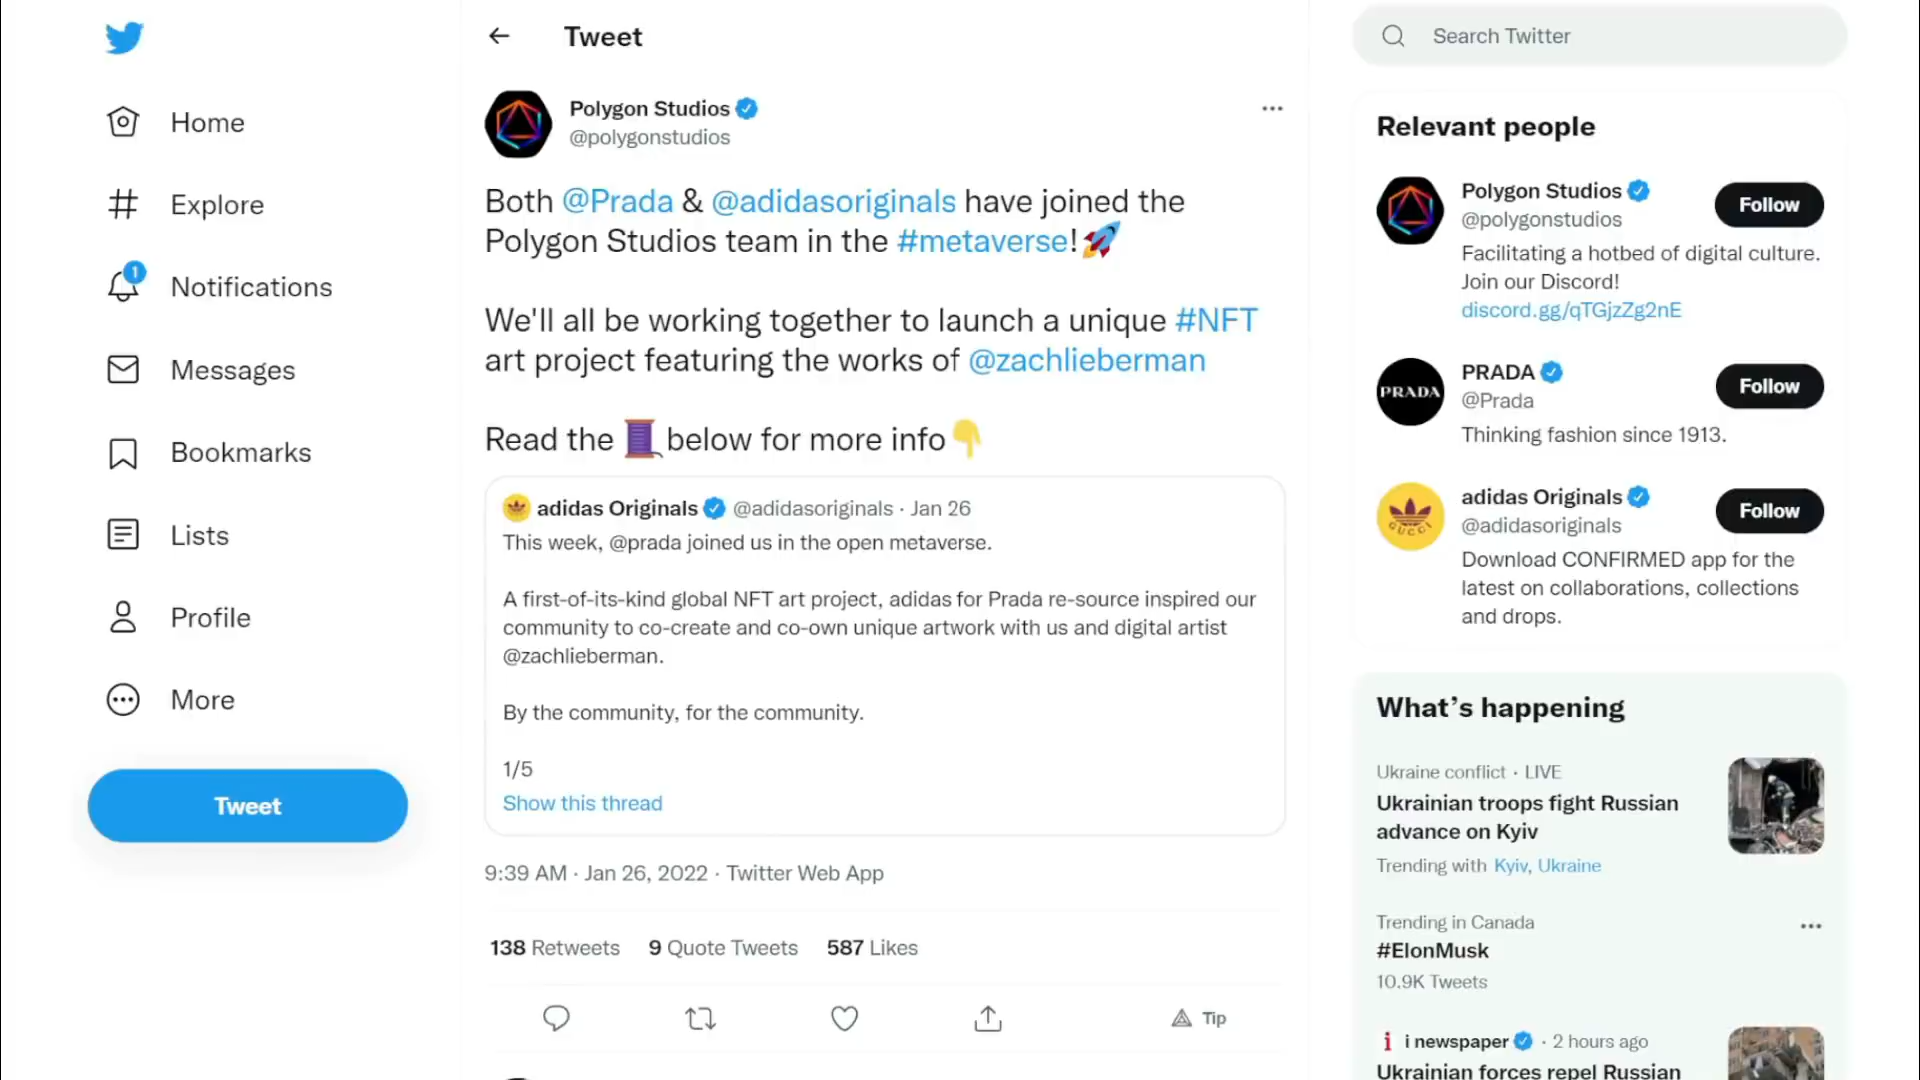 Home
Explore
1
Notifications
Messages
Bookmarks
Lists
Profile
More
Tweet
Tweet
Polygon Studios
@polygonstudios
Both @Prada & @adidasoriginals have joined the
Polygon Studios team in the #metaverse!🚀
We'll all be working together to launch a unique #NFT
art project featuring the works of @zachlieberman
Read the 🧵 below for more info👇
adidas Originals @adidasoriginals · Jan 26
This week, @prada joined us in the open metaverse.
A first-of-its-kind global NFT art project, adidas for Prada re-source inspired our
community to co-create and co-own unique artwork with us and digital artist
@zachlieberman.
By the community, for the community.
1/5
Show this thread
9:39 AM · Jan 26, 2022 · Twitter Web App
138 Retweets 9 Quote Tweets 587 Likes
Tip
Search Twitter
Relevant people
Polygon Studios
@polygonstudios
Follow
Facilitating a hotbed of digital culture.
Join our Discord!
discord.gg/qTGjzZg2nE
PRADA
PRADA
@Prada
Follow
Thinking fashion since 1913.
GUCCI
adidas Originals
@adidasoriginals
Follow
Download CONFIRMED app for the
latest on collaborations, collections
and drops.
What's happening
Ukraine conflict · LIVE
Ukrainian troops fight Russian
advance on Kyiv
Trending with Kyiv, Ukraine
Trending in Canada
#ElonMusk
10.9K Tweets
i i newspaper · 2 hours ago
Ukrainian forces repel Russian